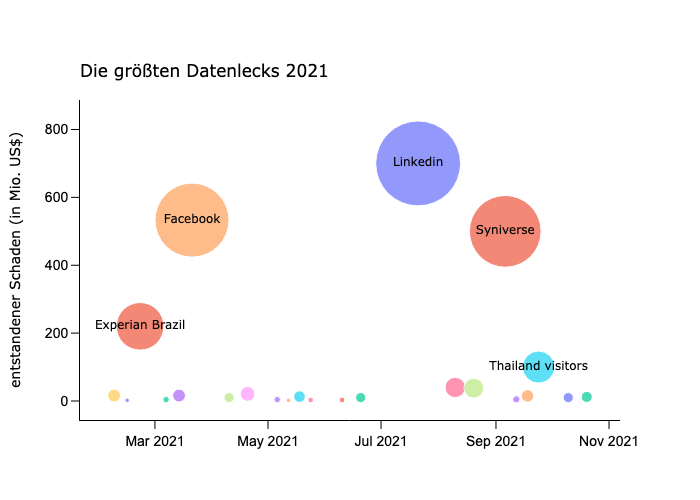 Die größten Datenlecks 2021
entstandener Schaden (in Mio. US$)
800
600
400
200
0
Linkedin
Facebook
Syniverse
Experian Brazil
Thailand visitors
Mar 2021
May 2021
Jul 2021
Sep 2021
Nov 2021